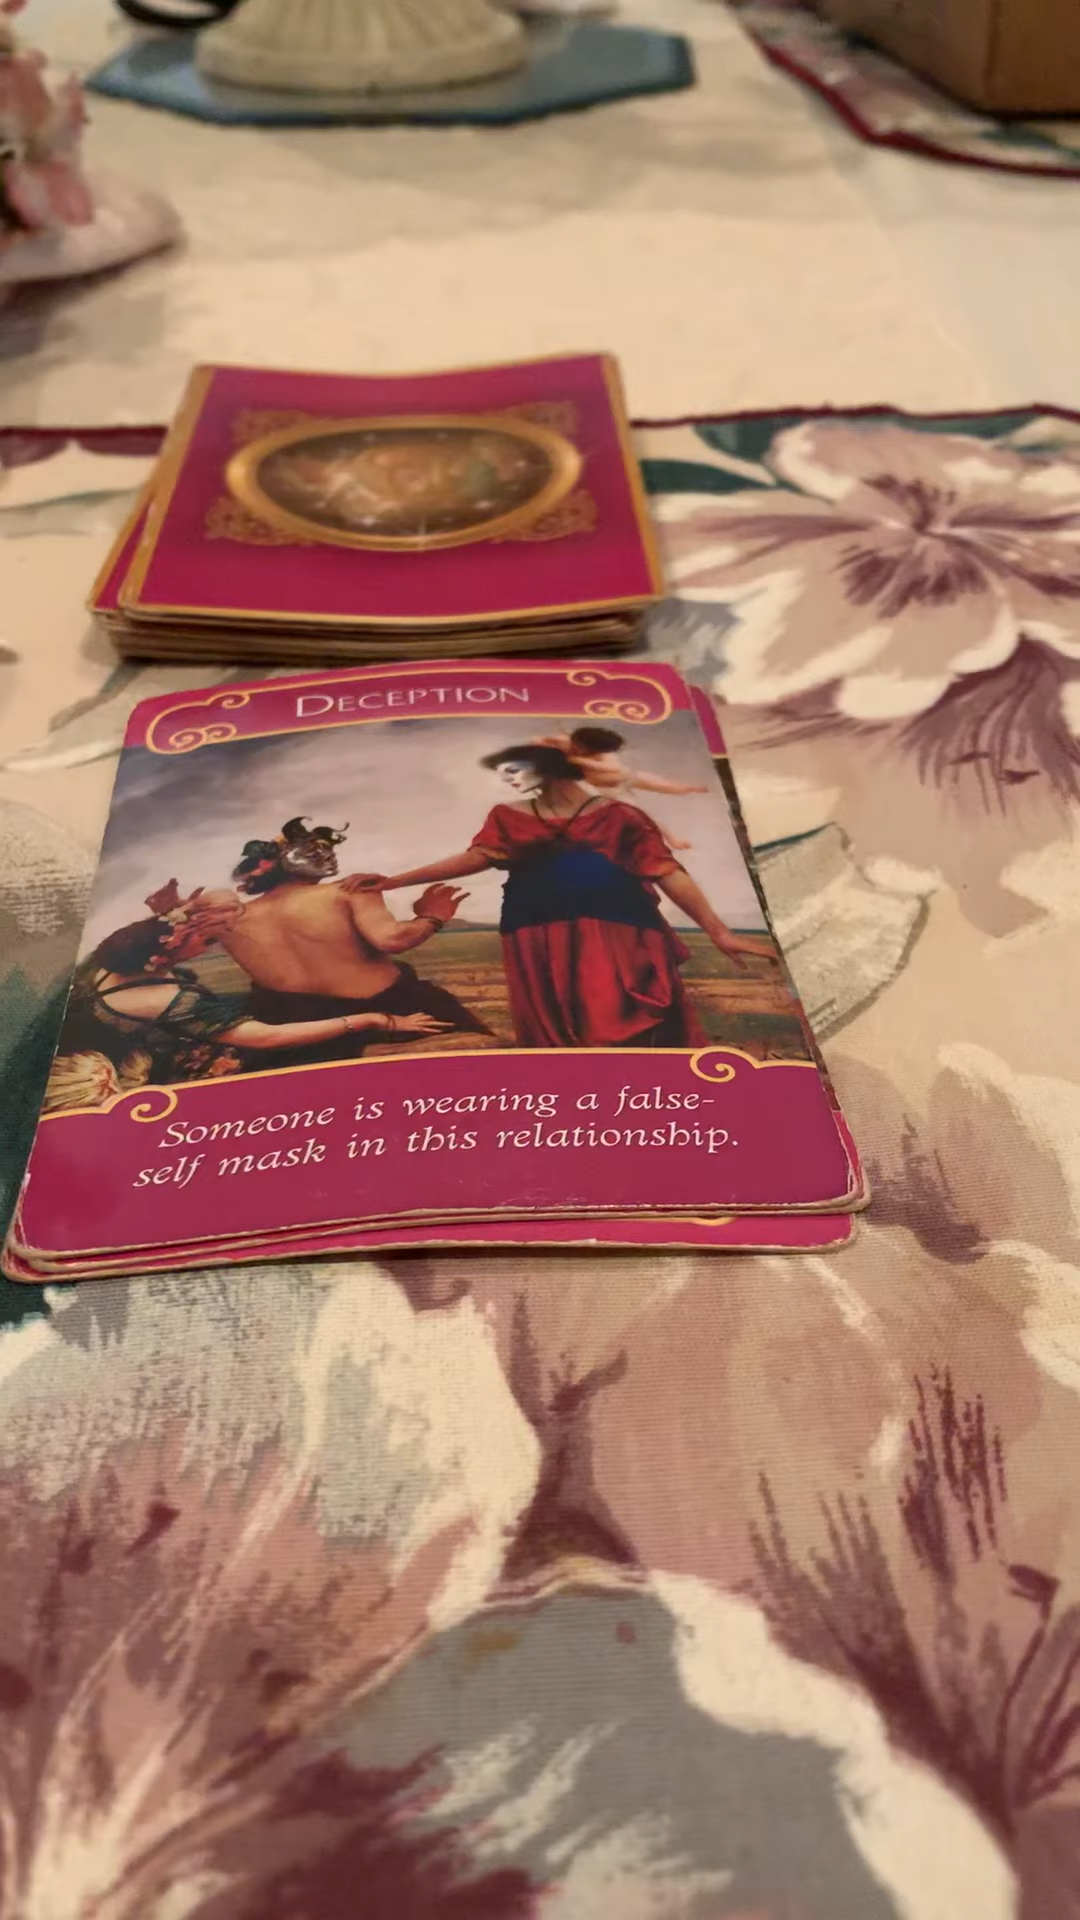 DECEPTION
Someone is wearing a false-
self mask in this relationship.